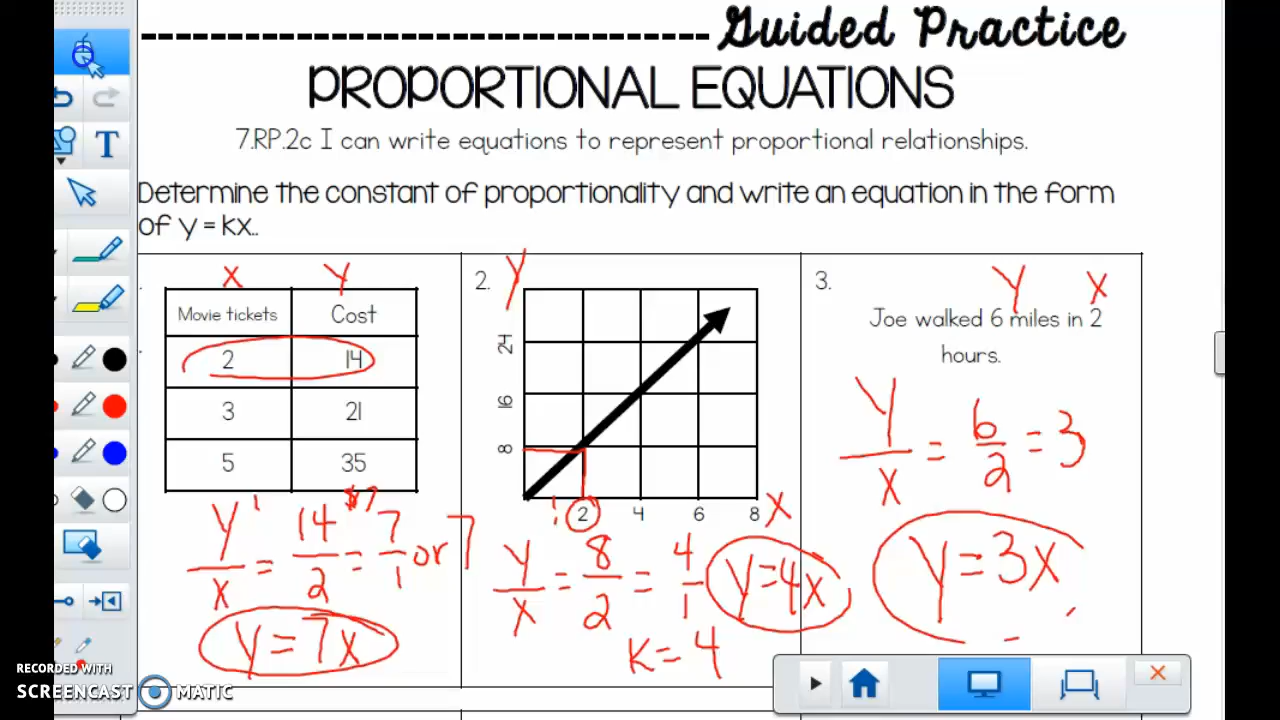 Guided Practice
PROPORTIONAL EQUATIONS
7.RP.2c I can write equations to represent proportional relationships.
Determine the constant of proportionality and write an equation in the form
of y = kx..
X Y
Movie tickets Cost
2 14
3 21
5 35
Y/X = 14/2 = 7/1 or 7
$7
y = 7x
2.
Y
24
16
8
2 4 6 8 X
Y/X = 8/2 = 4/1
y = 4x
K = 4
3.
Y X
Joe walked 6 miles in 2
hours.
Y/X = 6/2 = 3
y = 3x
T
RECORDED WITH
SCREENCAST MATIC